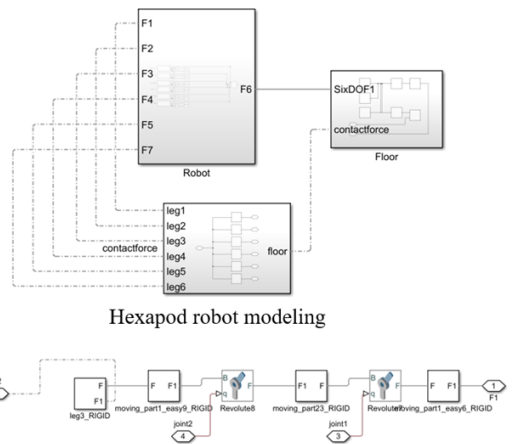 F1
F2
F3
F4
F5
F7
F6
Robot
SixDOF1
contactforce
Floor
leg1
leg2
leg3
leg4
leg5
leg6
contactforce
floor
Hexapod robot modeling
F
F1
leg3_RIGID
F F1
moving_part1_easy9_RIGID
B F
q
Revolute8
joint2
4
F1 F
moving_part23_RIGID
B F
q
joint1
3
F F1
moving_part1_easy6_RIGID
1
F1